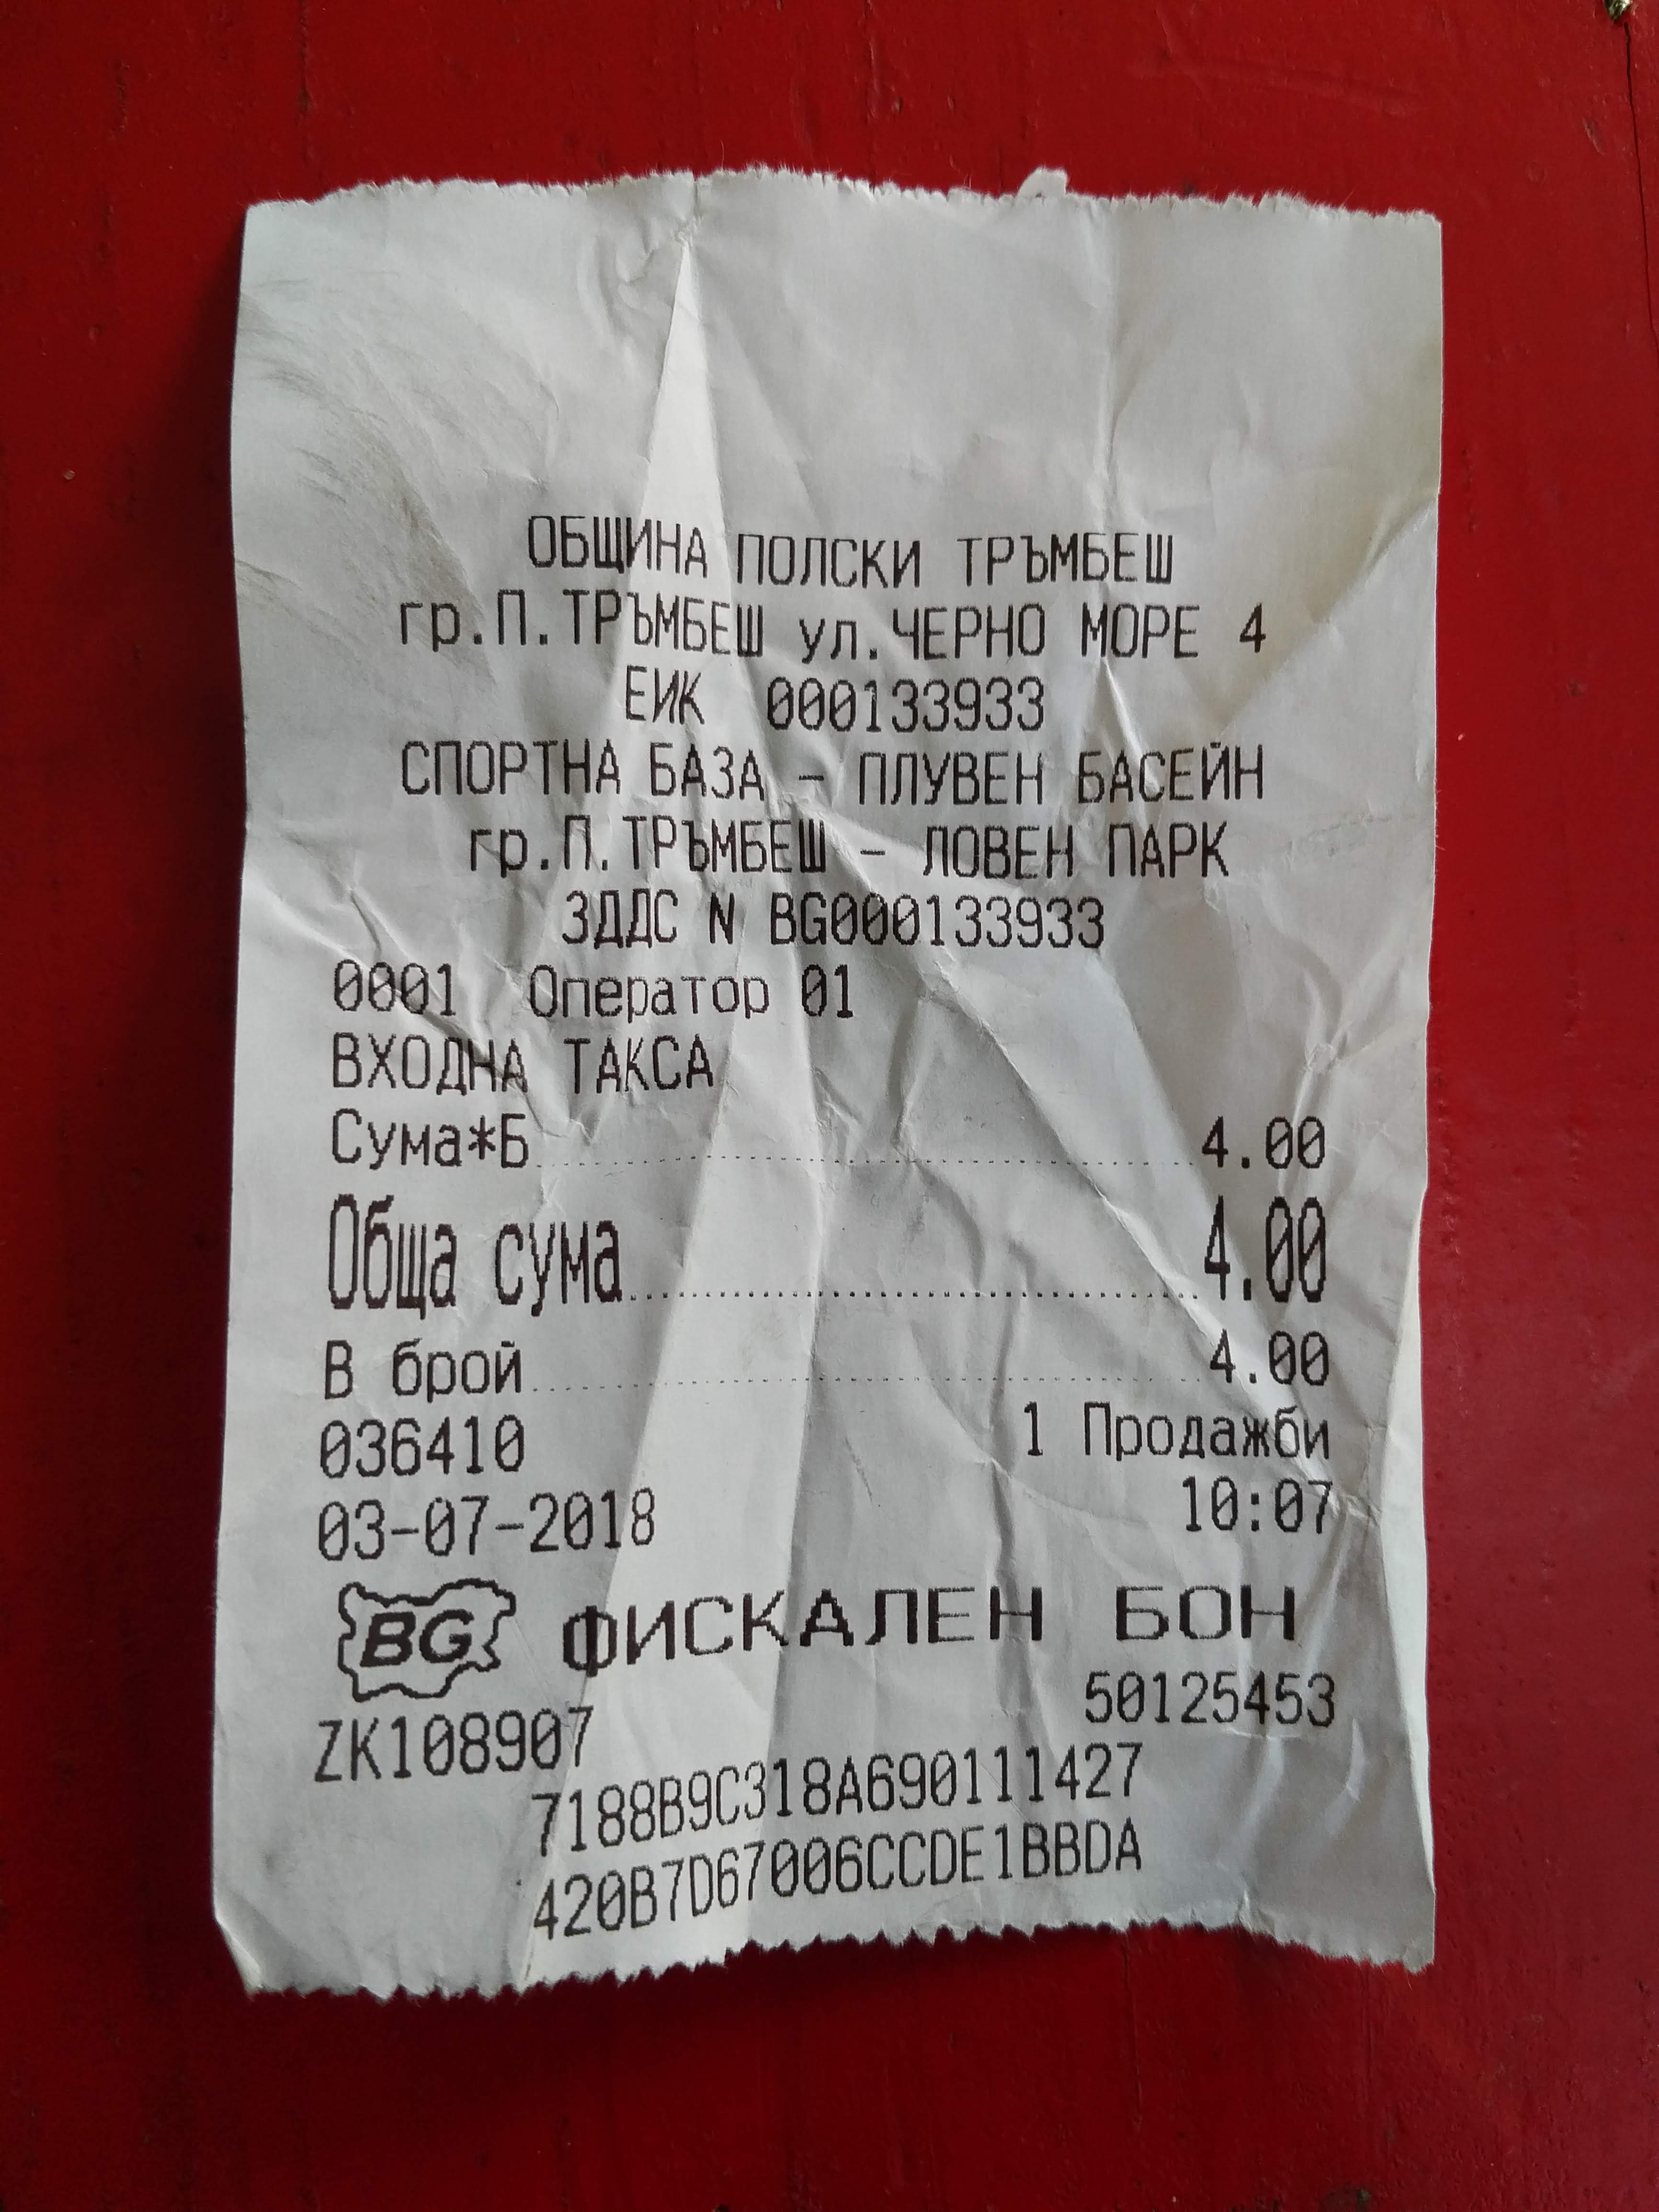 ОБЩИНА ПОЛСКИ ТРЪМБЕШ
гр.П.ТРЪМБЕШ ул.ЧЕРНО МОРЕ 4
ЕИК 000133933
СПОРТНА БАЗА - ПЛУВЕН БАСЕЙН
гр.П.ТРЪМБЕШ - ЛОВЕН ПАРК
ЗДДС N BG000133933
0001 Оператор 01
ВХОДНА ТАКСА
Сума*Б 4.00
Обща сума 4.00
В брой 4.00
036410 1 Продажби
03-07-2018 10:07
BG ФИСКАЛЕН БОН
ZK108907 50125453
7188B9C318A690111427
420B7D67006CCDE1BBDA